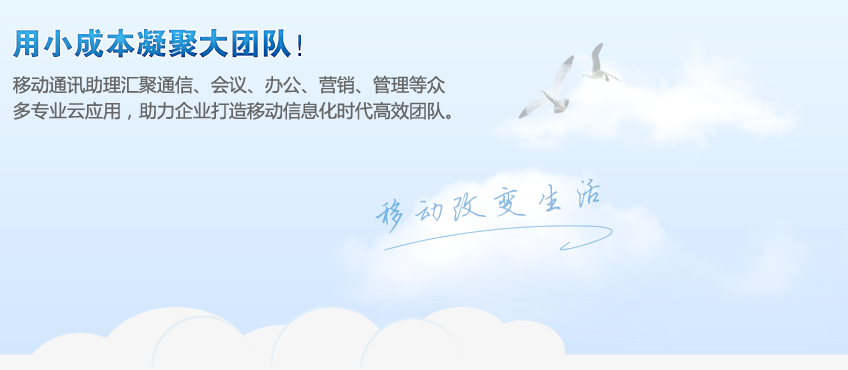 用小成本凝聚大团队!
移动通讯助理汇聚通信、会议、办公、营销、管理等众
多专业云应用，助力企业打造移动信息化时代高效团队。
移动改变生活